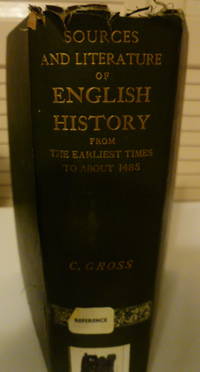 SOURCES
AND LITERATURE
OF
ENGLISH
HISTORY
FROM
THE EARLIEST TIMES
TO ABOUT 1485
C. GROSS
REFERENCE